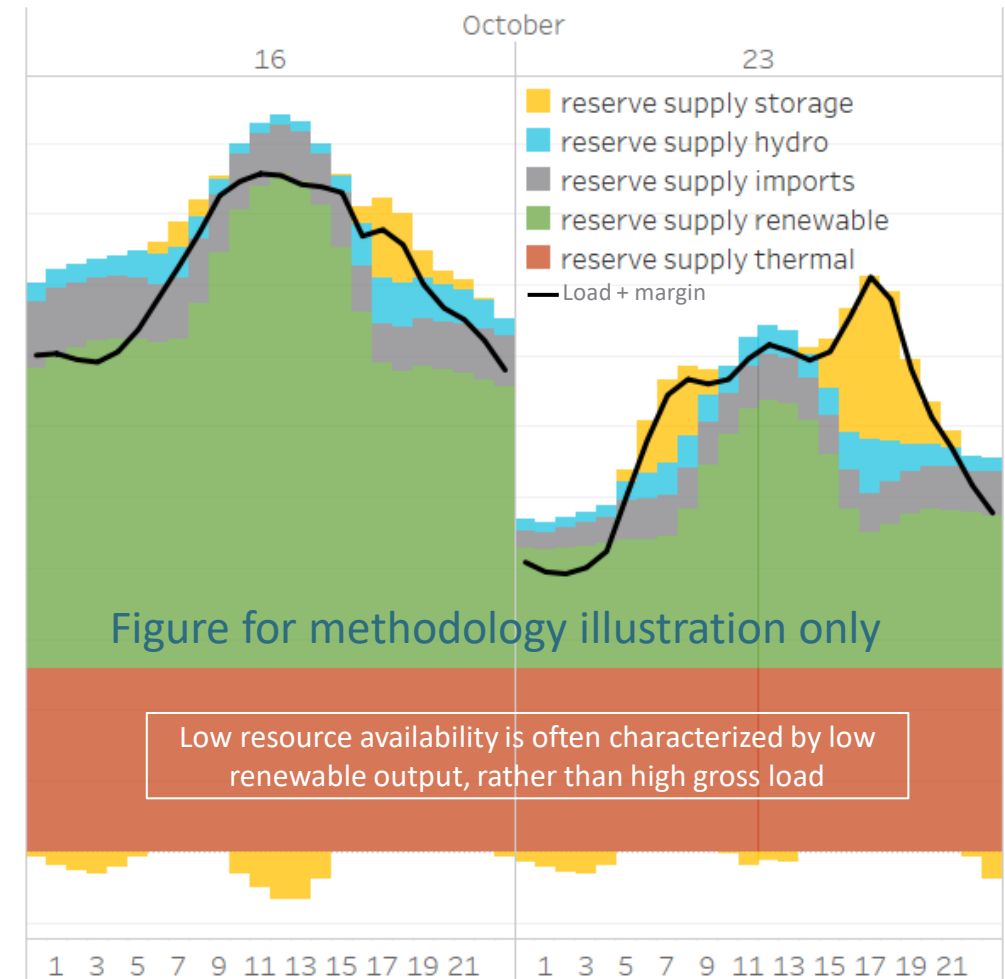 October
16
23
reserve supply storage
reserve supply hydro
reserve supply imports
reserve supply renewable
reserve supply thermal
Load + margin
Figure for methodology illustration only
Low resource availability is often characterized by low
renewable output, rather than high gross load
1 3 5 7 9 11 13 15 17 19 21 1 3 5 7 9 11 13 15 17 19 21